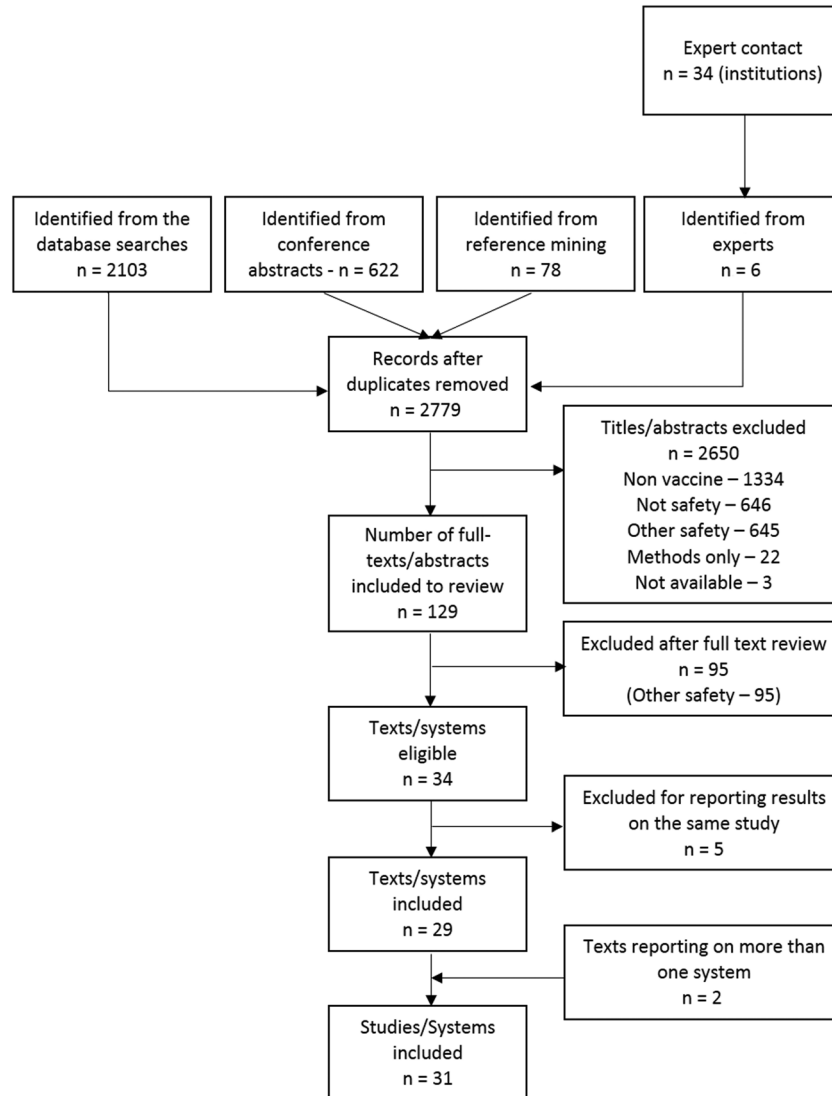 Expert contact
n = 34 (institutions)
Identified from the
database searches
n = 2103
Identified from
conference
abstracts - n = 622
Identified from
reference mining
n = 78
Identified from
experts
n = 6
Records after
duplicates removed
n = 2779
Titles/abstracts excluded
n = 2650
Non vaccine – 1334
Not safety – 646
Other safety – 645
Methods only – 22
Not available – 3
Number of full-
texts/abstracts
included to review
n = 129
Excluded after full text review
n = 95
(Other safety – 95)
Texts/systems
eligible
n = 34
Excluded for reporting results
on the same study
n = 5
Texts/systems
included
n = 29
Texts reporting on more than
one system
n = 2
Studies/Systems
included
n = 31